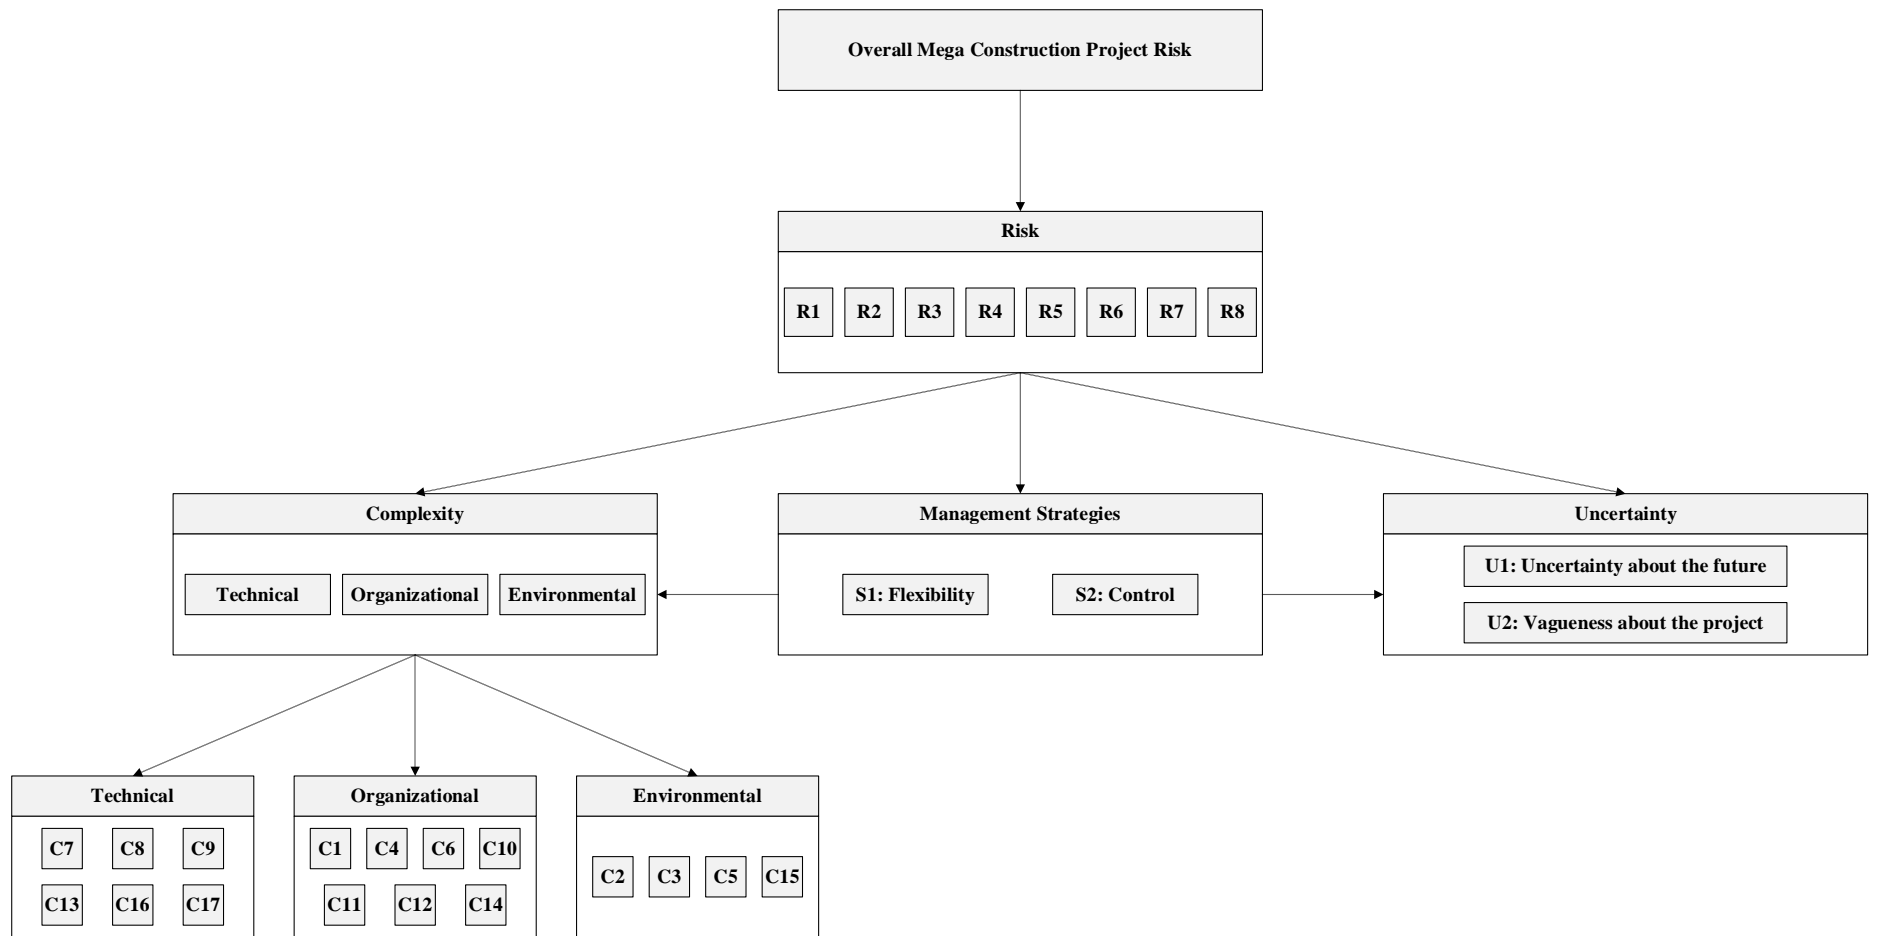 Overall Mega Construction Project Risk
Risk
R1 R2 R3 R4 R5 R6 R7 R8
Complexity
Technical Organizational Environmental
Management Strategies
S1: Flexibility S2: Control
Uncertainty
U1: Uncertainty about the future
U2: Vagueness about the project
Technical
C7 C8 C9
C13 C16 C17
Organizational
C1 C4 C6 C10
C11 C12 C14
Environmental
C2 C3 C5 C15